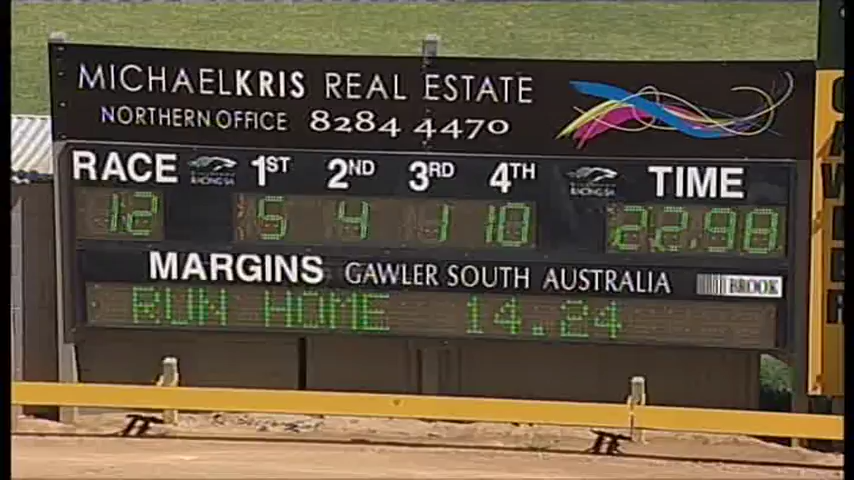 MICHAELKRIS REAL ESTATE
NORTHERN OFFICE 8284 4470
RACE 1ST 2ND 3RD 4TH TIME
12 5 4 1 10 22.98
MARGINS GAWLER SOUTH AUSTRALIA BROOK
RUN HOME 14.24
GAWLER